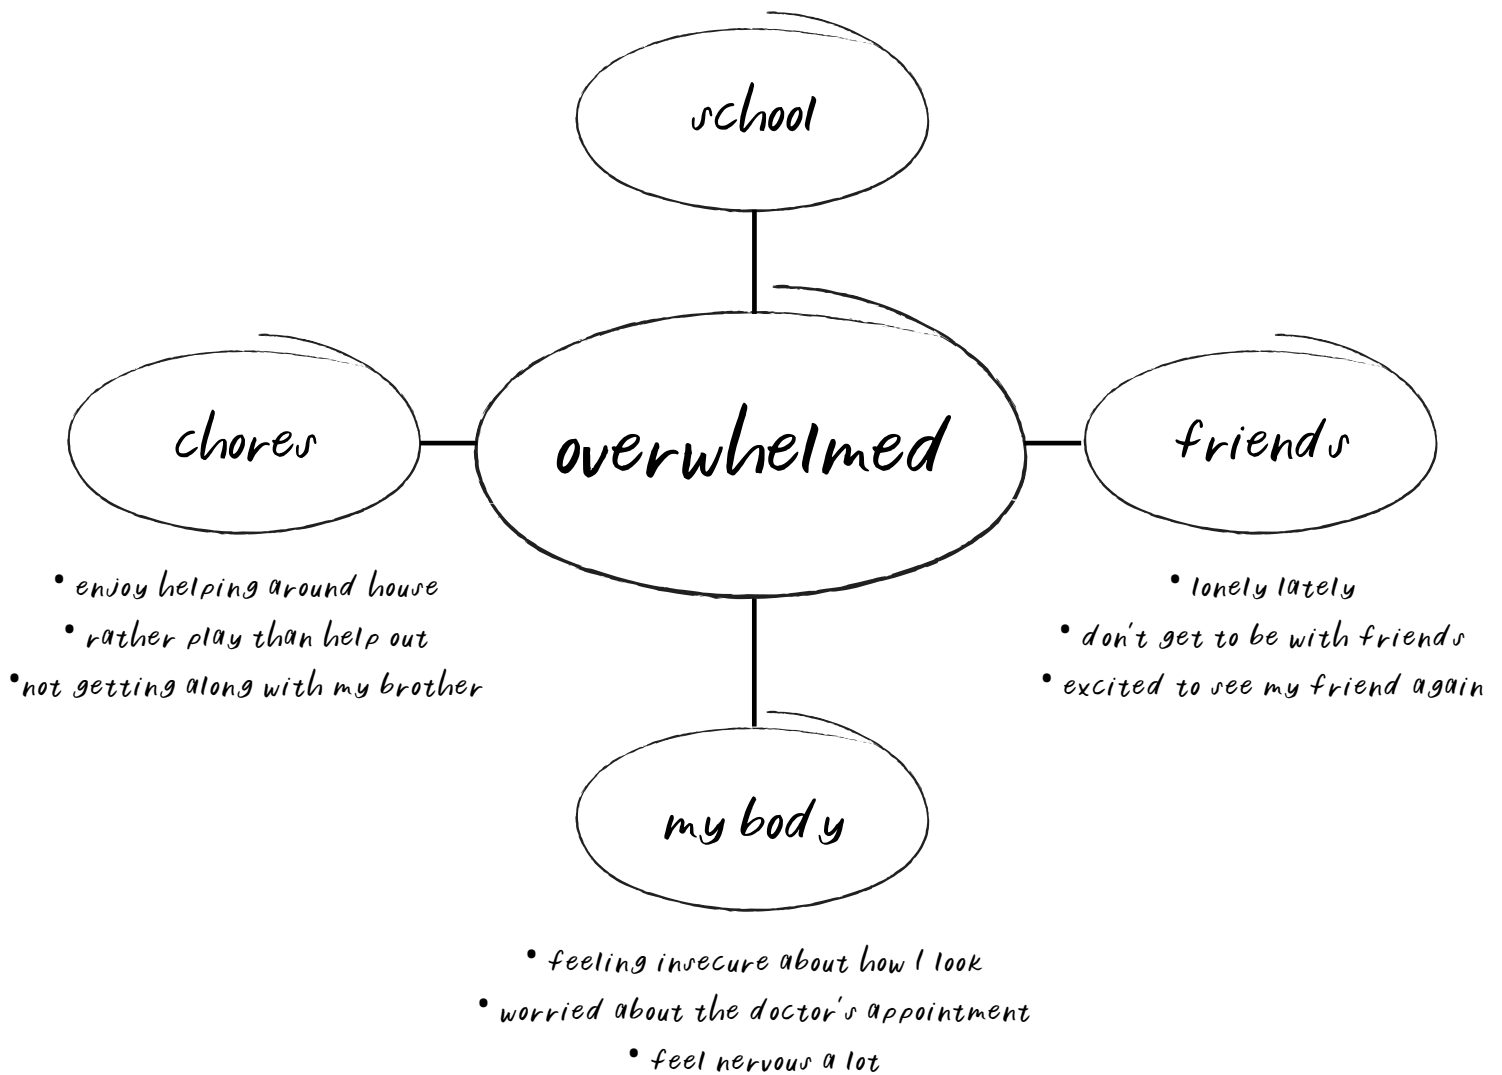 school
overwhelmed
chores
friends
• enjoy helping around house
• rather play than help out
• not getting along with my brother
• lonely lately
• don't get to be with friends
• excited to see my friend again
my body
• feeling insecure about how I look
• worried about the doctor's appointment
• feel nervous a lot